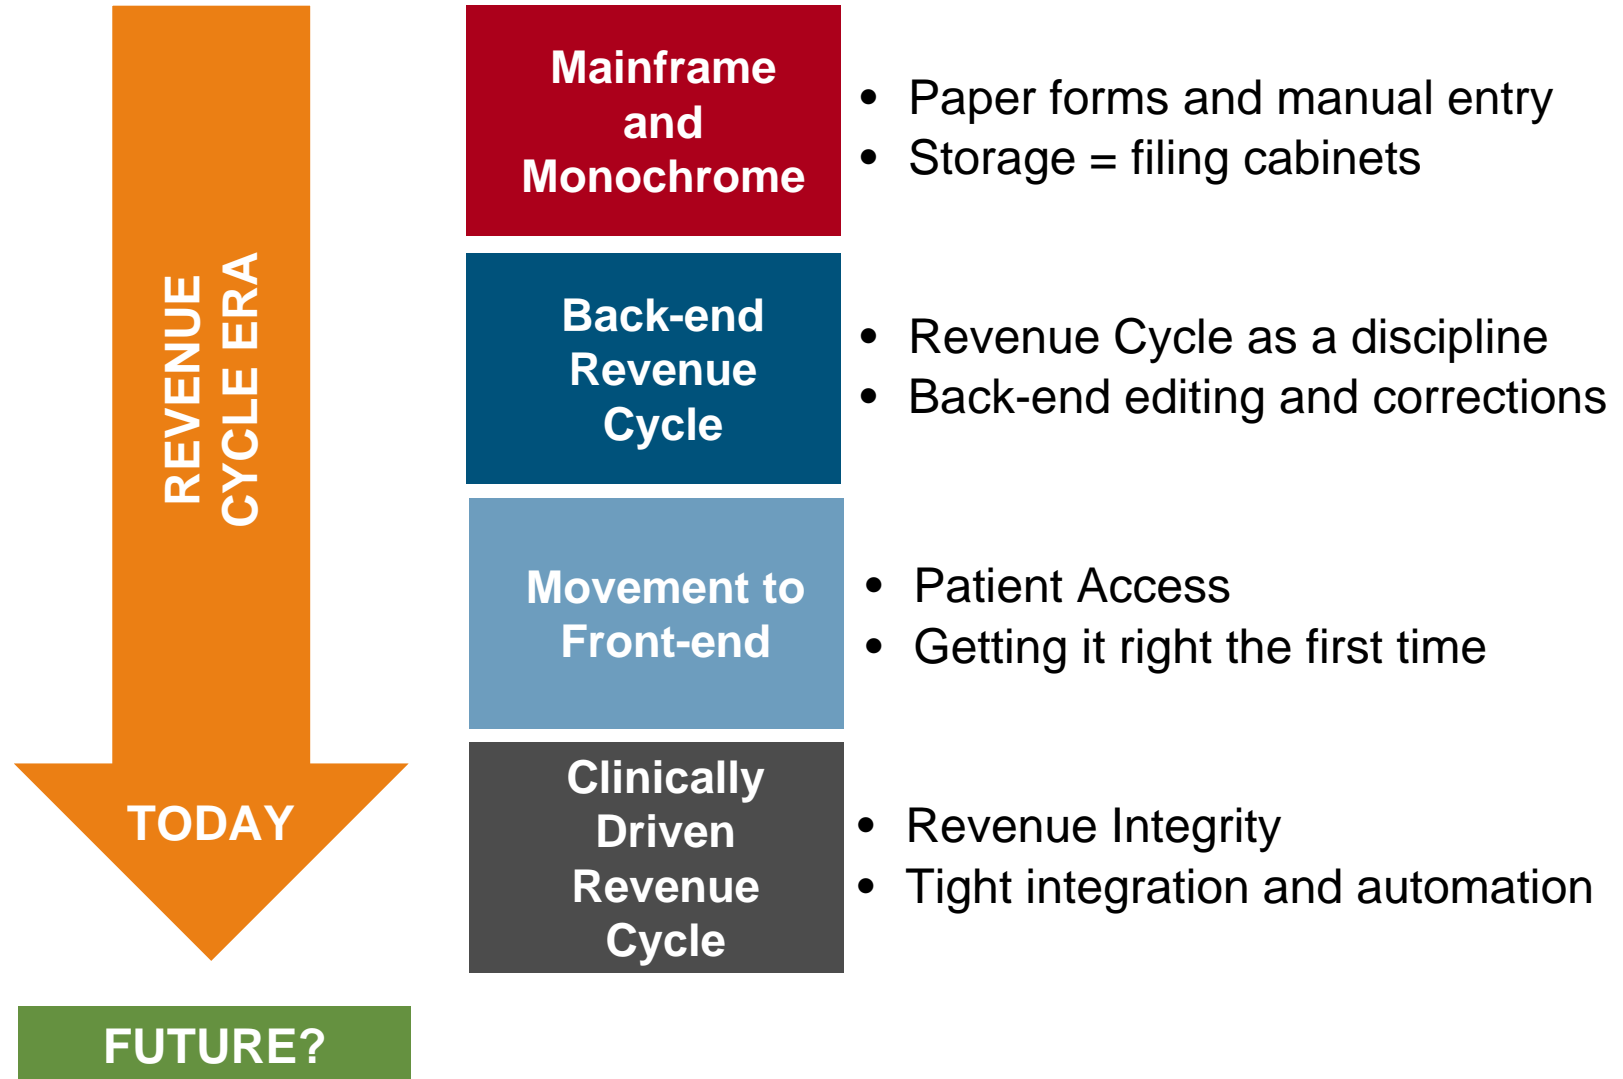 REVENUE
CYCLE ERA
TODAY
FUTURE?
Mainframe
and
Monochrome
• Paper forms and manual entry
• Storage = filing cabinets
Back-end
Revenue
Cycle
• Revenue Cycle as a discipline
• Back-end editing and corrections
Movement to
Front-end
• Patient Access
• Getting it right the first time
Clinically
Driven
Revenue
Cycle
• Revenue Integrity
• Tight integration and automation